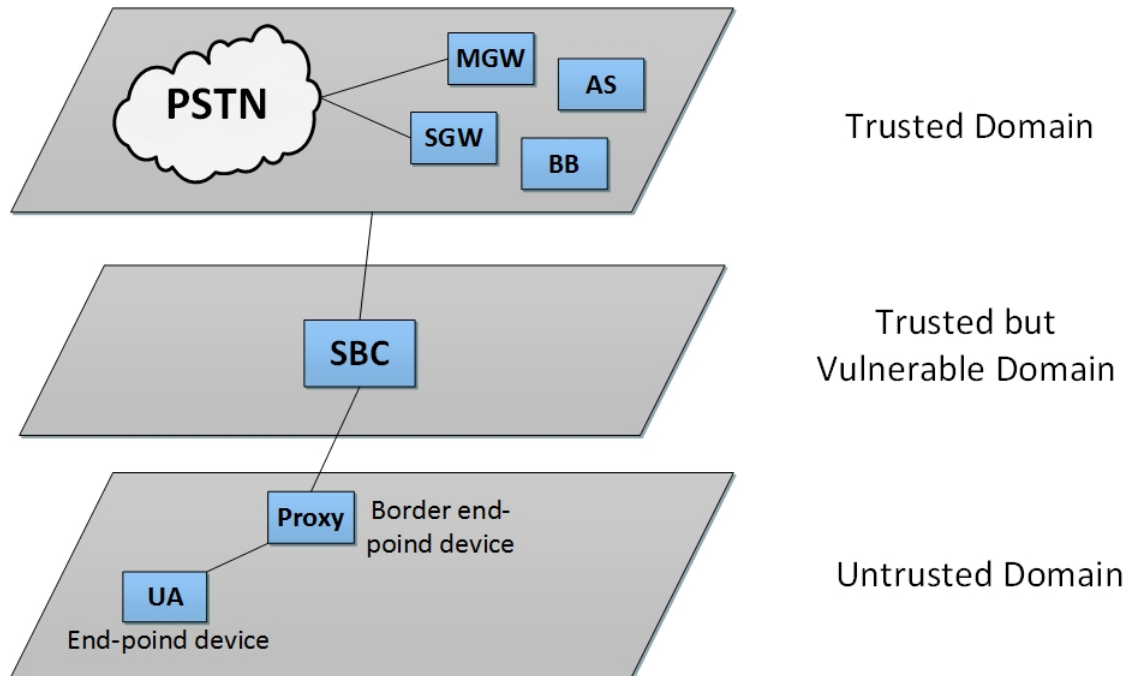 PSTN
MGW
AS
SGW
BB
Trusted Domain
SBC
Trusted but
Vulnerable Domain
Proxy
Border end-
poind device
UA
End-poind device
Untrusted Domain